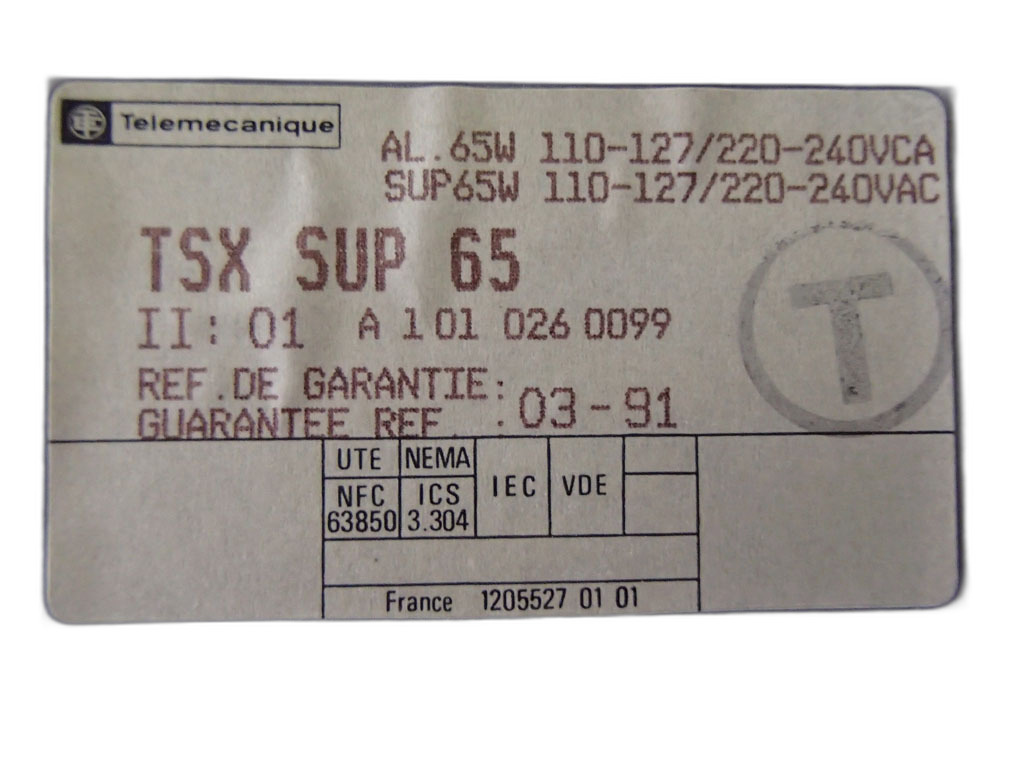 Telemecanique
AL.65W 110-127/220-240VCA
SUP65W 110-127/220-240VAC
TSX SUP 65
II: 01 A 1 01 026 0099
REF.DE GARANTIE:
GUARANTEE REF. : 03-91
T
UTE NEMA
IEC VDE
NFC ICS
63850 3.304
France 1205527 01 01